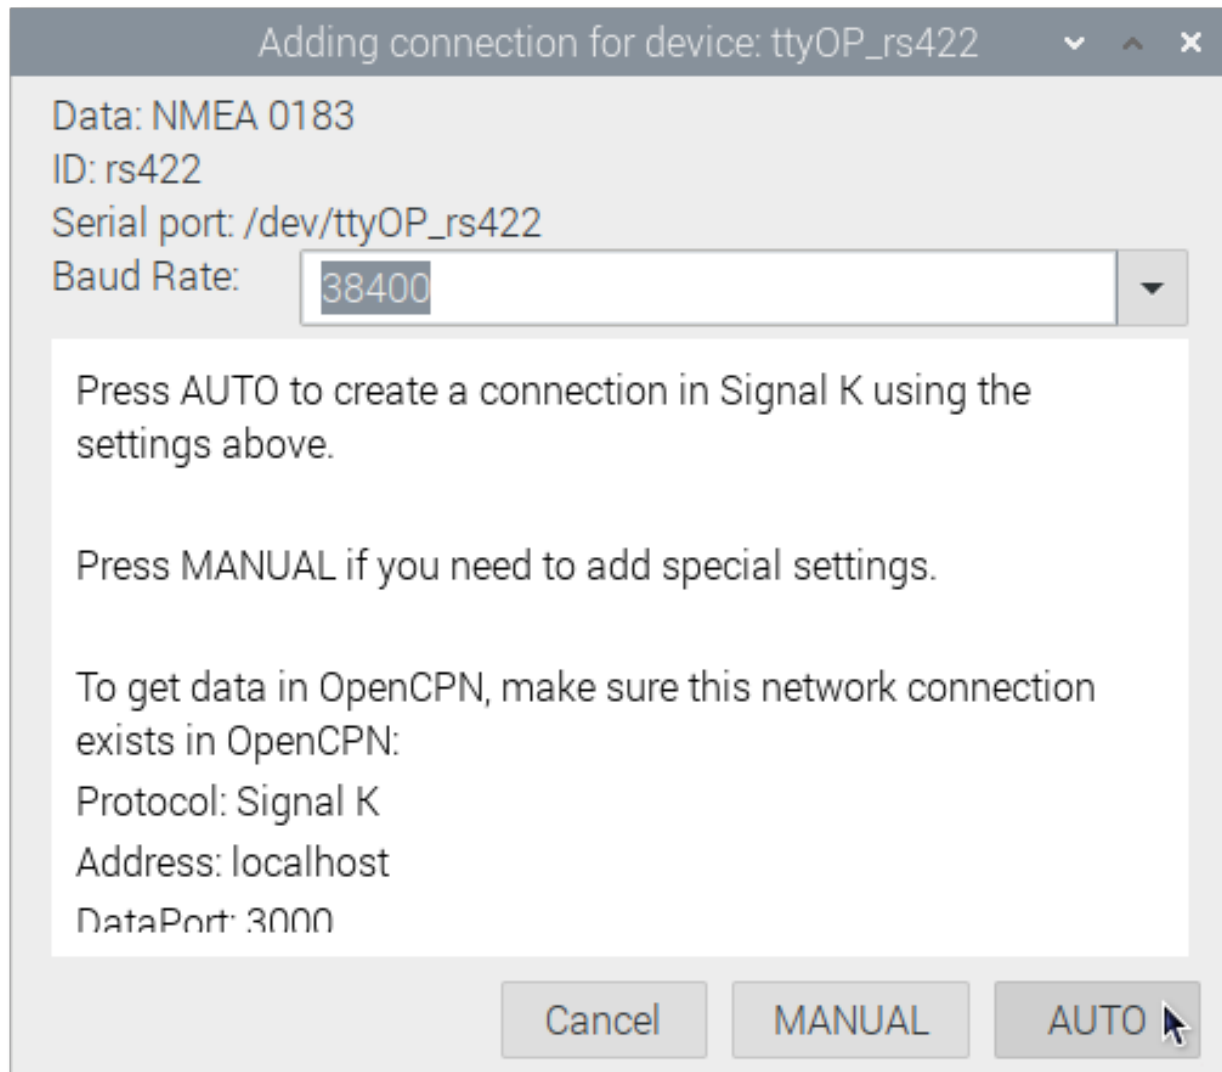 Adding connection for device: ttyOP_rs422
Data: NMEA 0183
ID: rs422
Serial port: /dev/ttyOP_rs422
Baud Rate: 38400
Press AUTO to create a connection in Signal K using the
settings above.
Press MANUAL if you need to add special settings.
To get data in OpenCPN, make sure this network connection
exists in OpenCPN:
Protocol: Signal K
Address: localhost
DataPort: 3000
Cancel MANUAL AUTO